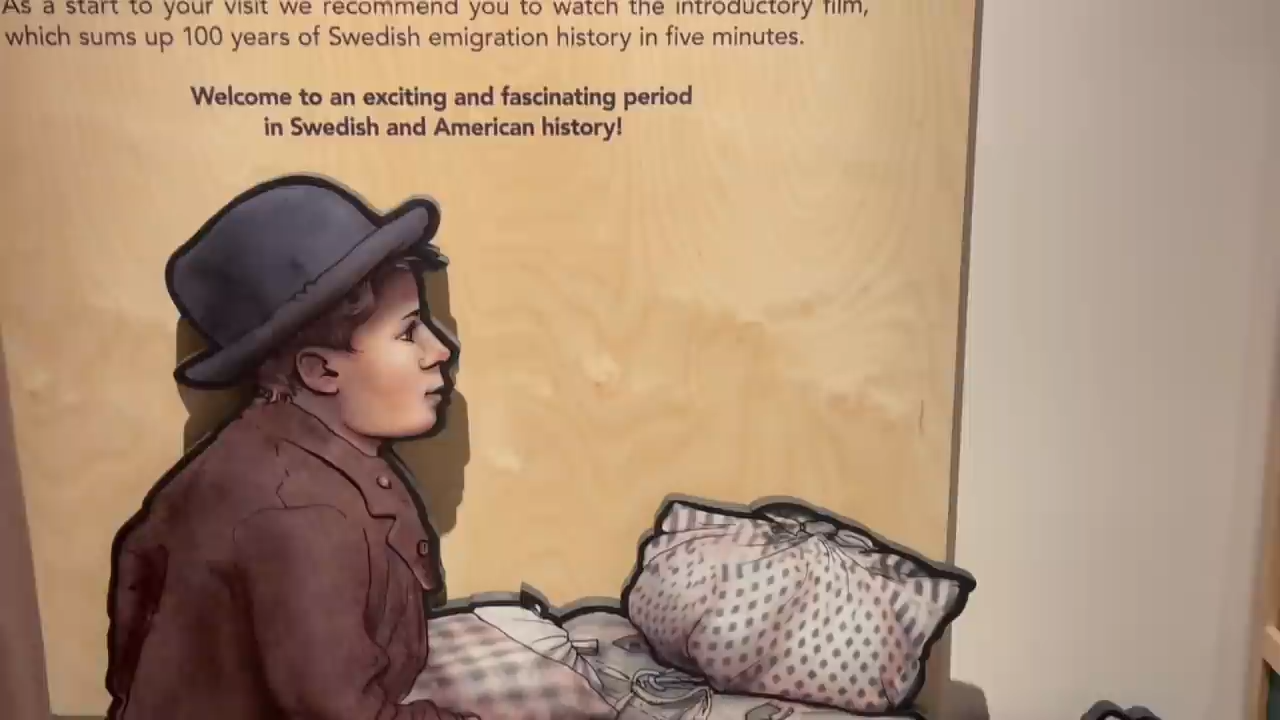 As a start to your visit we recommend you to watch the introductory film,
which sums up 100 years of Swedish emigration history in five minutes.
Welcome to an exciting and fascinating period
in Swedish and American history!